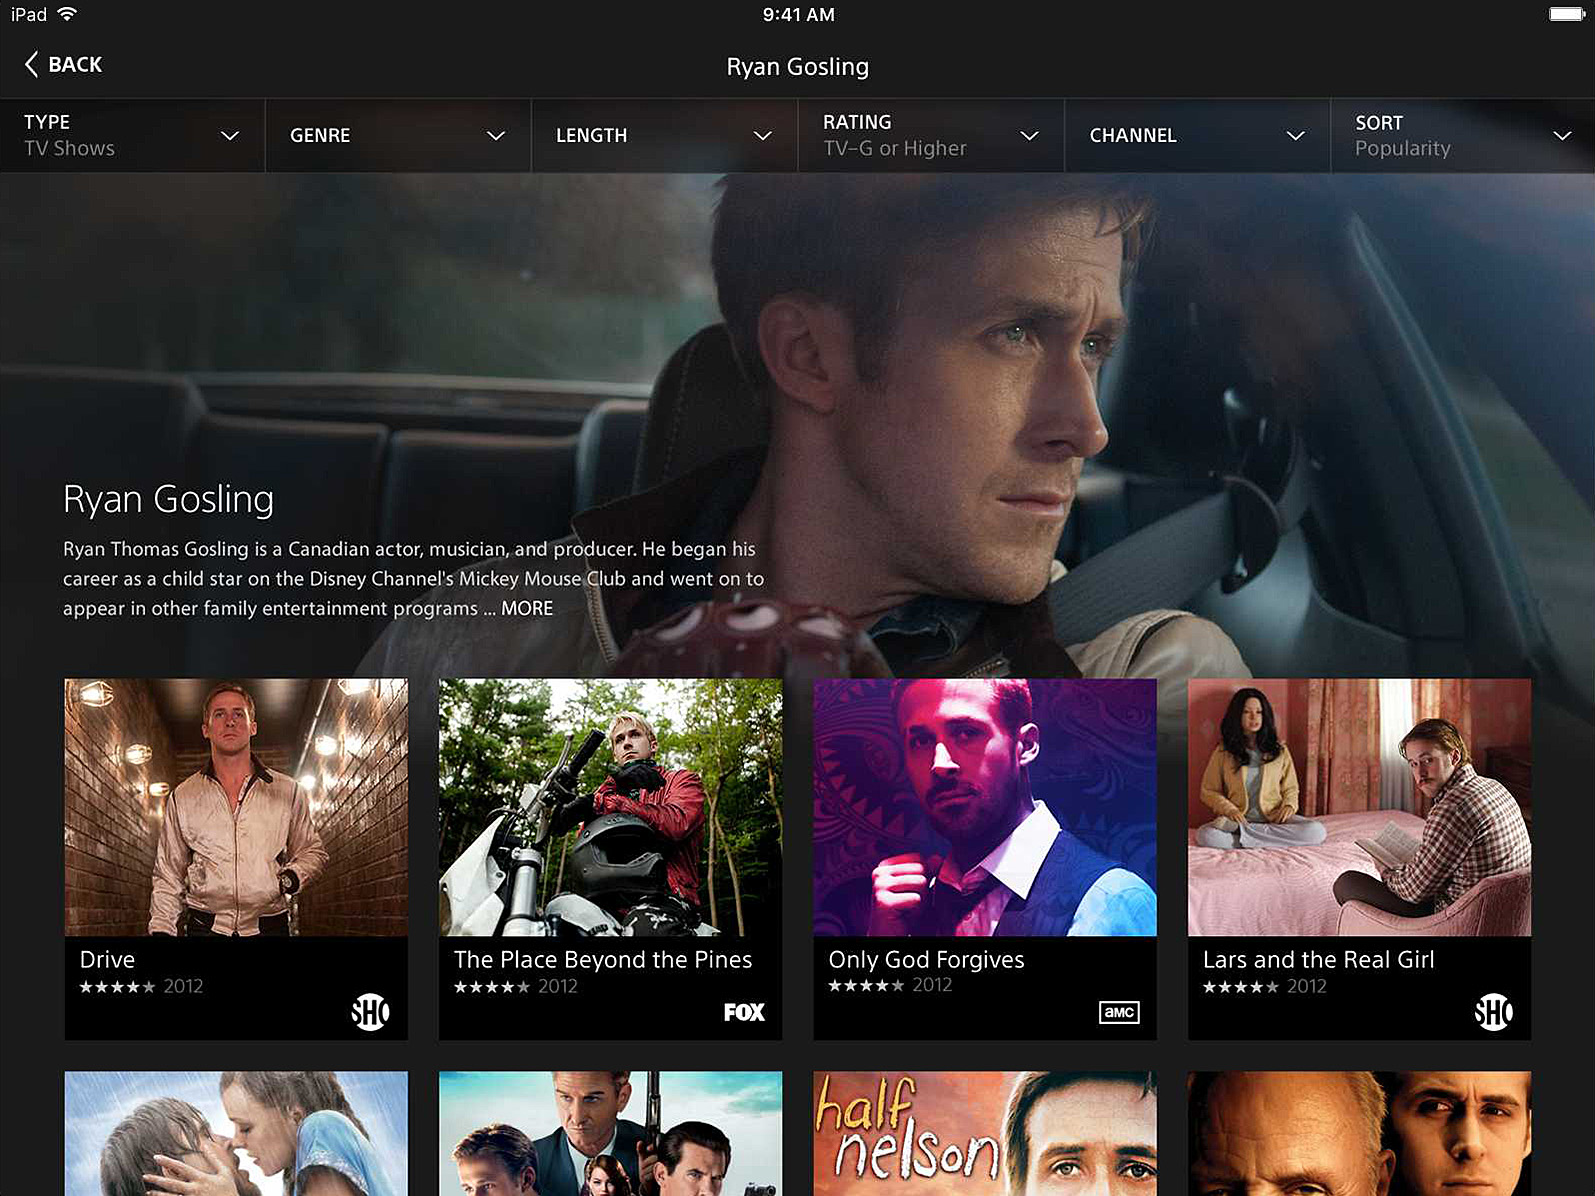 iPad
9:41 AM
BACK
Ryan Gosling
TYPE
TV Shows
GENRE
LENGTH
RATING
TV-G or Higher
CHANNEL
SORT
Popularity
Ryan Gosling
Ryan Thomas Gosling is a Canadian actor, musician, and producer. He began his
career as a child star on the Disney Channel's Mickey Mouse Club and went on to
appear in other family entertainment programs ... MORE
Drive
2012
SHO
The Place Beyond the Pines
2012
FOX
Only God Forgives
2012
aMC
Lars and the Real Girl
2012
SHO
half
nelson